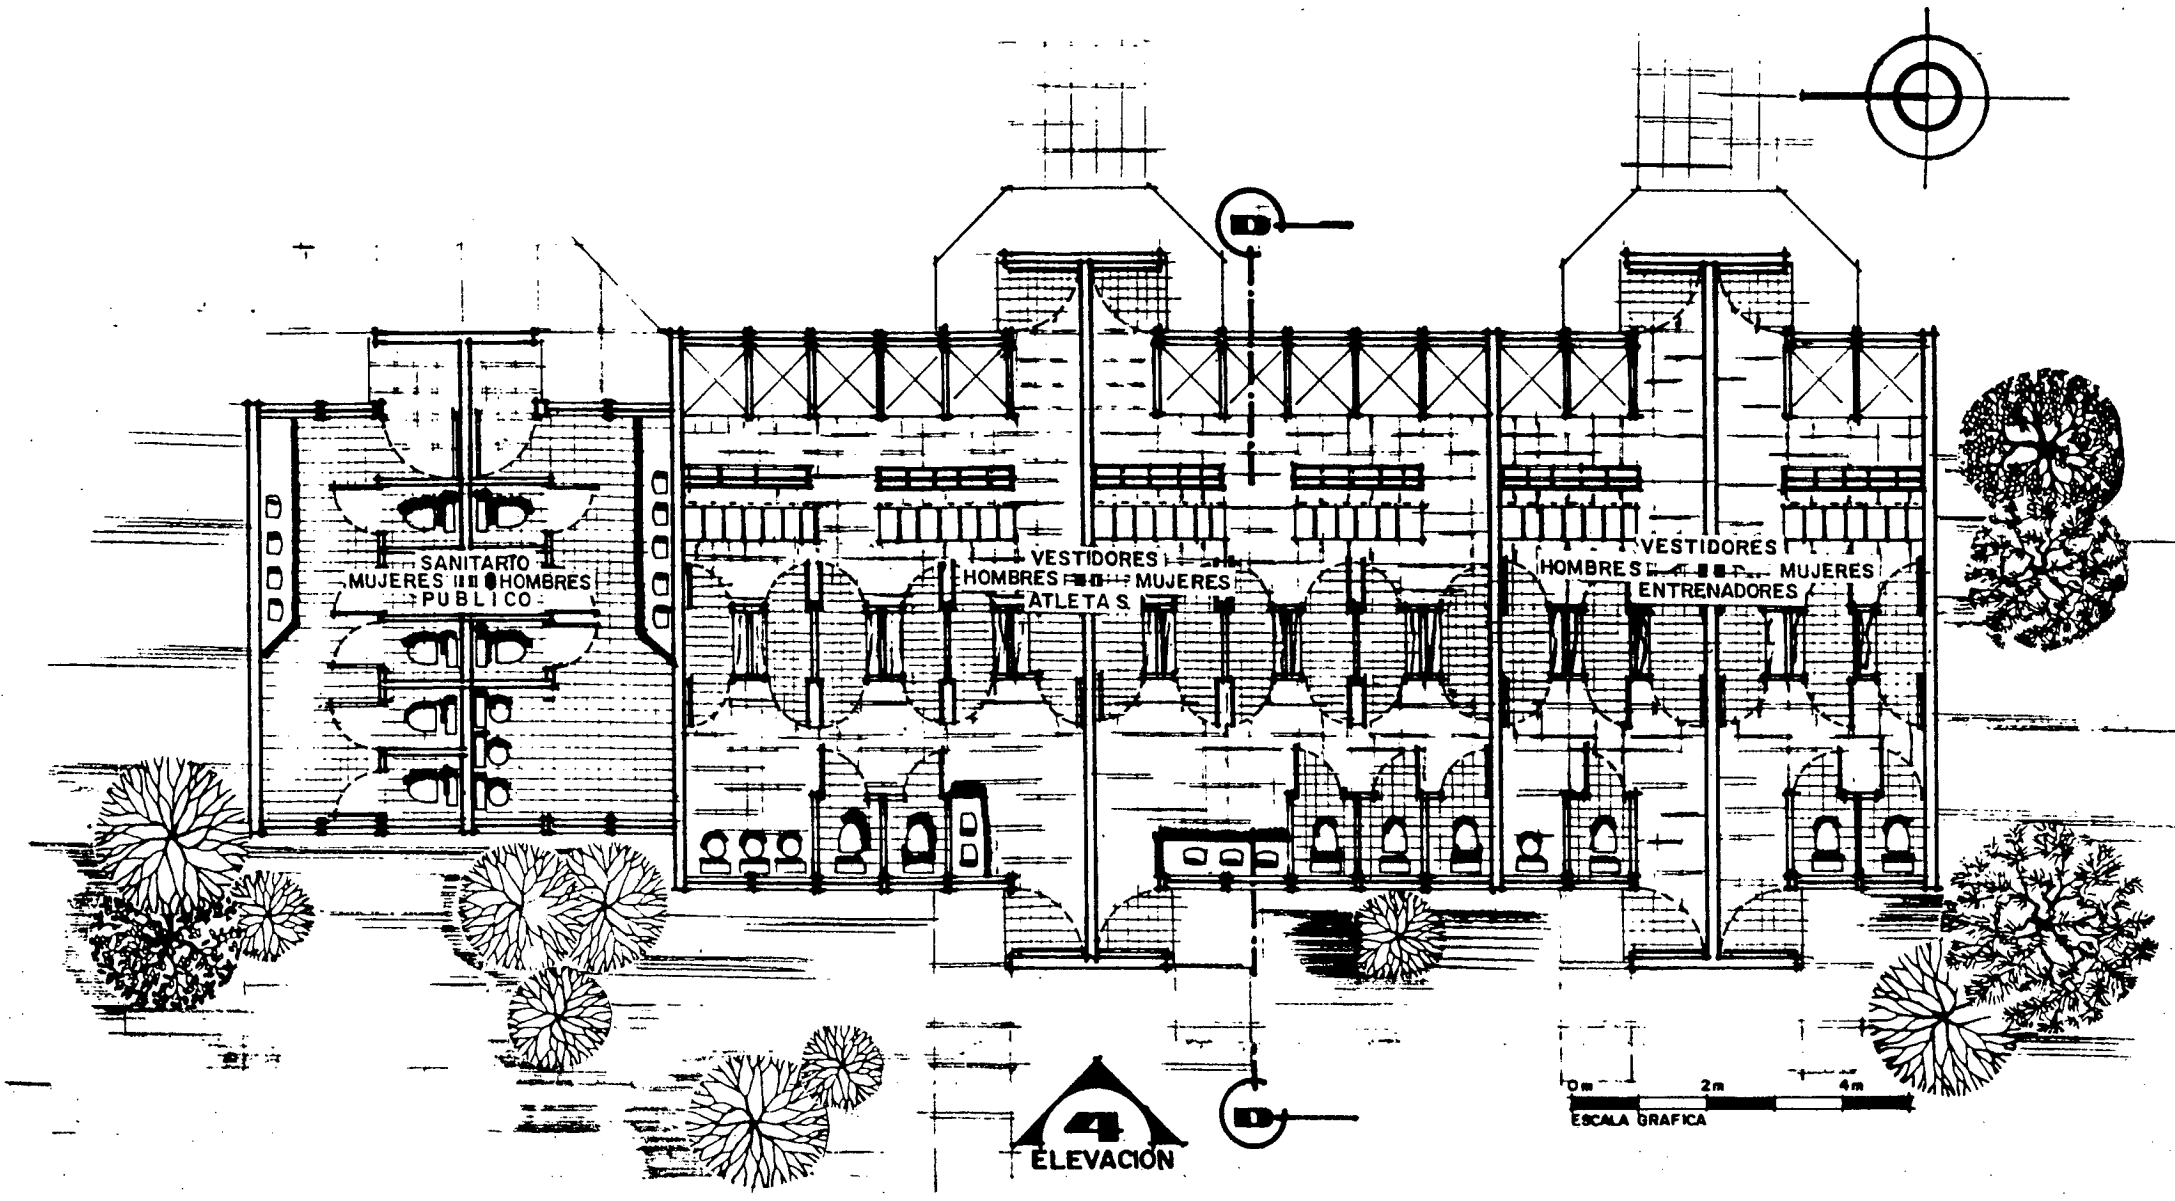 D
SANITARIO
MUJERES HOMBRES
PUBLICO
VESTIDORES
HOMBRES MUJERES
ATLETAS
VESTIDORES
HOMBRES MUJERES
ENTRENADORES
0m 2m 4m
ESCALA GRAFICA
4
ELEVACION
D